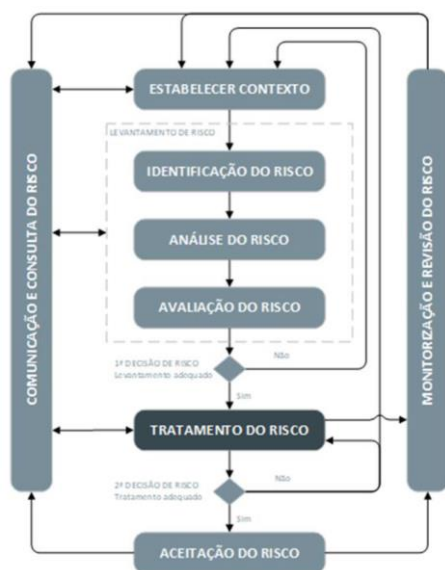 ESTABELECER CONTEXTO
LEVANTAMENTO DE RISCO
IDENTIFICAÇÃO DO RISCO
ANÁLISE DO RISCO
AVALIAÇÃO DO RISCO
COMUNICAÇÃO E CONSULTA DO RISCO
MONITORIZAÇÃO E REVISÃO DO RISCO
1ª DECISÃO DE RISCO
Levantamento adequado
Não
Sim
TRATAMENTO DO RISCO
2ª DECISÃO DE RISCO
Tratamento adequado
Não
Sim
ACEITAÇÃO DO RISCO